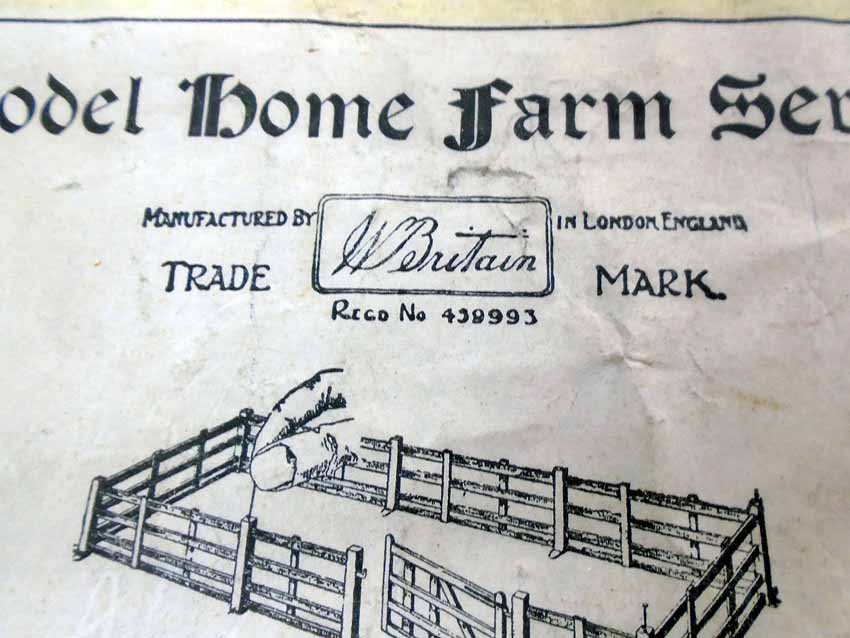 odel Home Farm Ser
MANUFACTURED BY W Britain IN LONDON, ENGLAND
TRADE MARK.
REGD No 439993